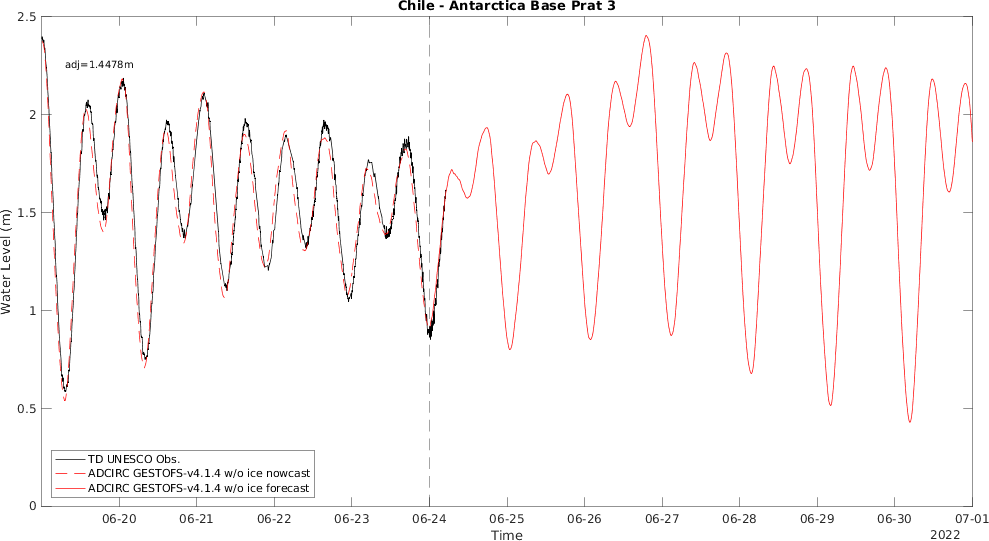 Chile - Antarctica Base Prat 3
2.5
adj=1.4478m
2
1.5
Water Level (m)
1
0.5
TD UNESCO Obs.
ADCIRC GESTOFS-v4.1.4 w/o ice nowcast
ADCIRC GESTOFS-v4.1.4 w/o ice forecast
0
06-20 06-21 06-22 06-23 06-24 06-25 06-26 06-27 06-28 06-29 06-30 07-01
Time
2022